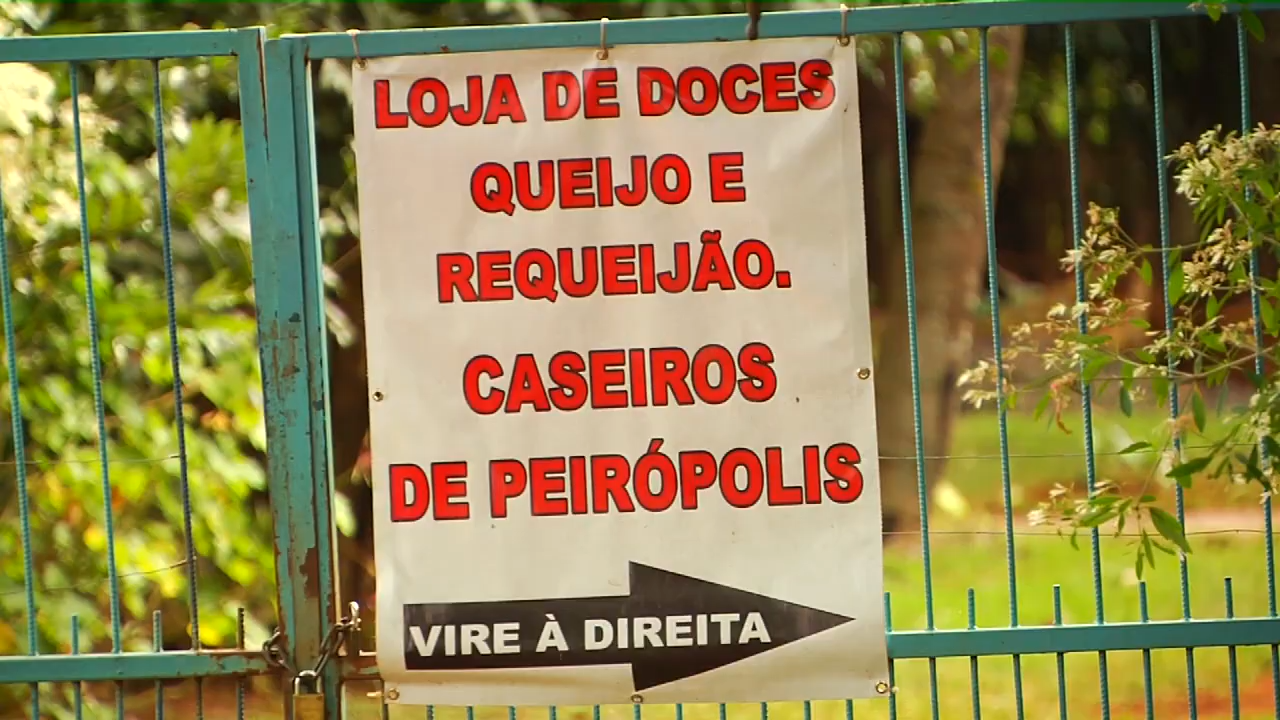 LOJA DE DOCES
QUEIJO E
REQUEIJÃO.
CASEIROS
DE PEIRÓPOLIS
VIRE À DIREITA